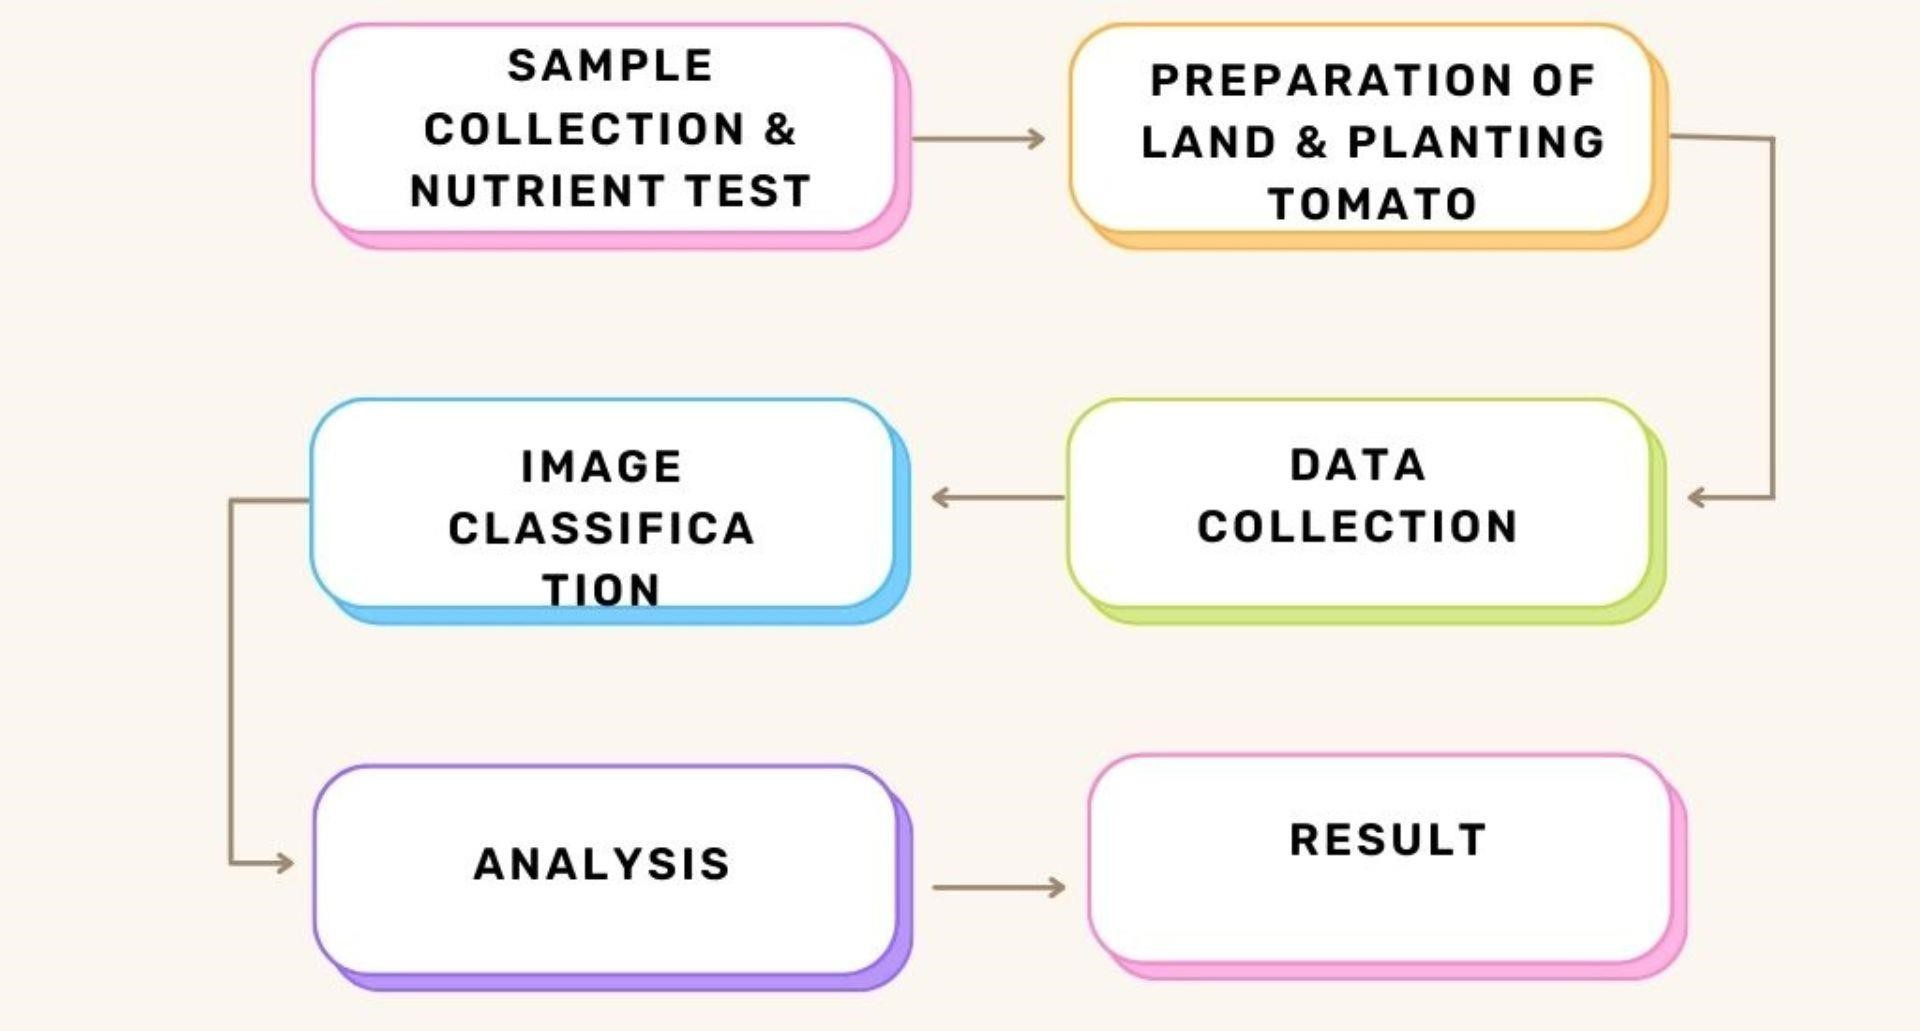 SAMPLE
COLLECTION &
NUTRIENT TEST
PREPARATION OF
LAND & PLANTING
TOMATO
DATA
COLLECTION
IMAGE
CLASSIFICA
TION
ANALYSIS
RESULT